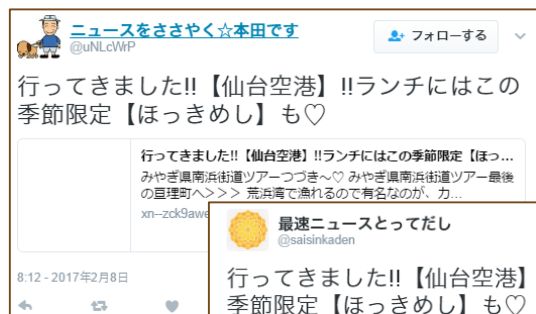 ニュースをささやく☆本田です
@uNLcWrP
フォローする
行ってきました!!【仙台空港】!!ランチにはこの
季節限定【ほっきめし】も♡
行ってきました!!【仙台空港】!!ランチにはこの季節限定【ほっ...
みやぎ県南浜街道ツアーつづき～♡ みやぎ県南浜街道ツアー最後
の亘理町へ＞＞＞ 荒浜湾で漁れるので有名なのが、カ...
xn--zck9awe
8:12 - 2017年2月8日
最速ニュースとってだし
@saisinkaden
行ってきました!!【仙台空港】
季節限定【ほっきめし】も♡